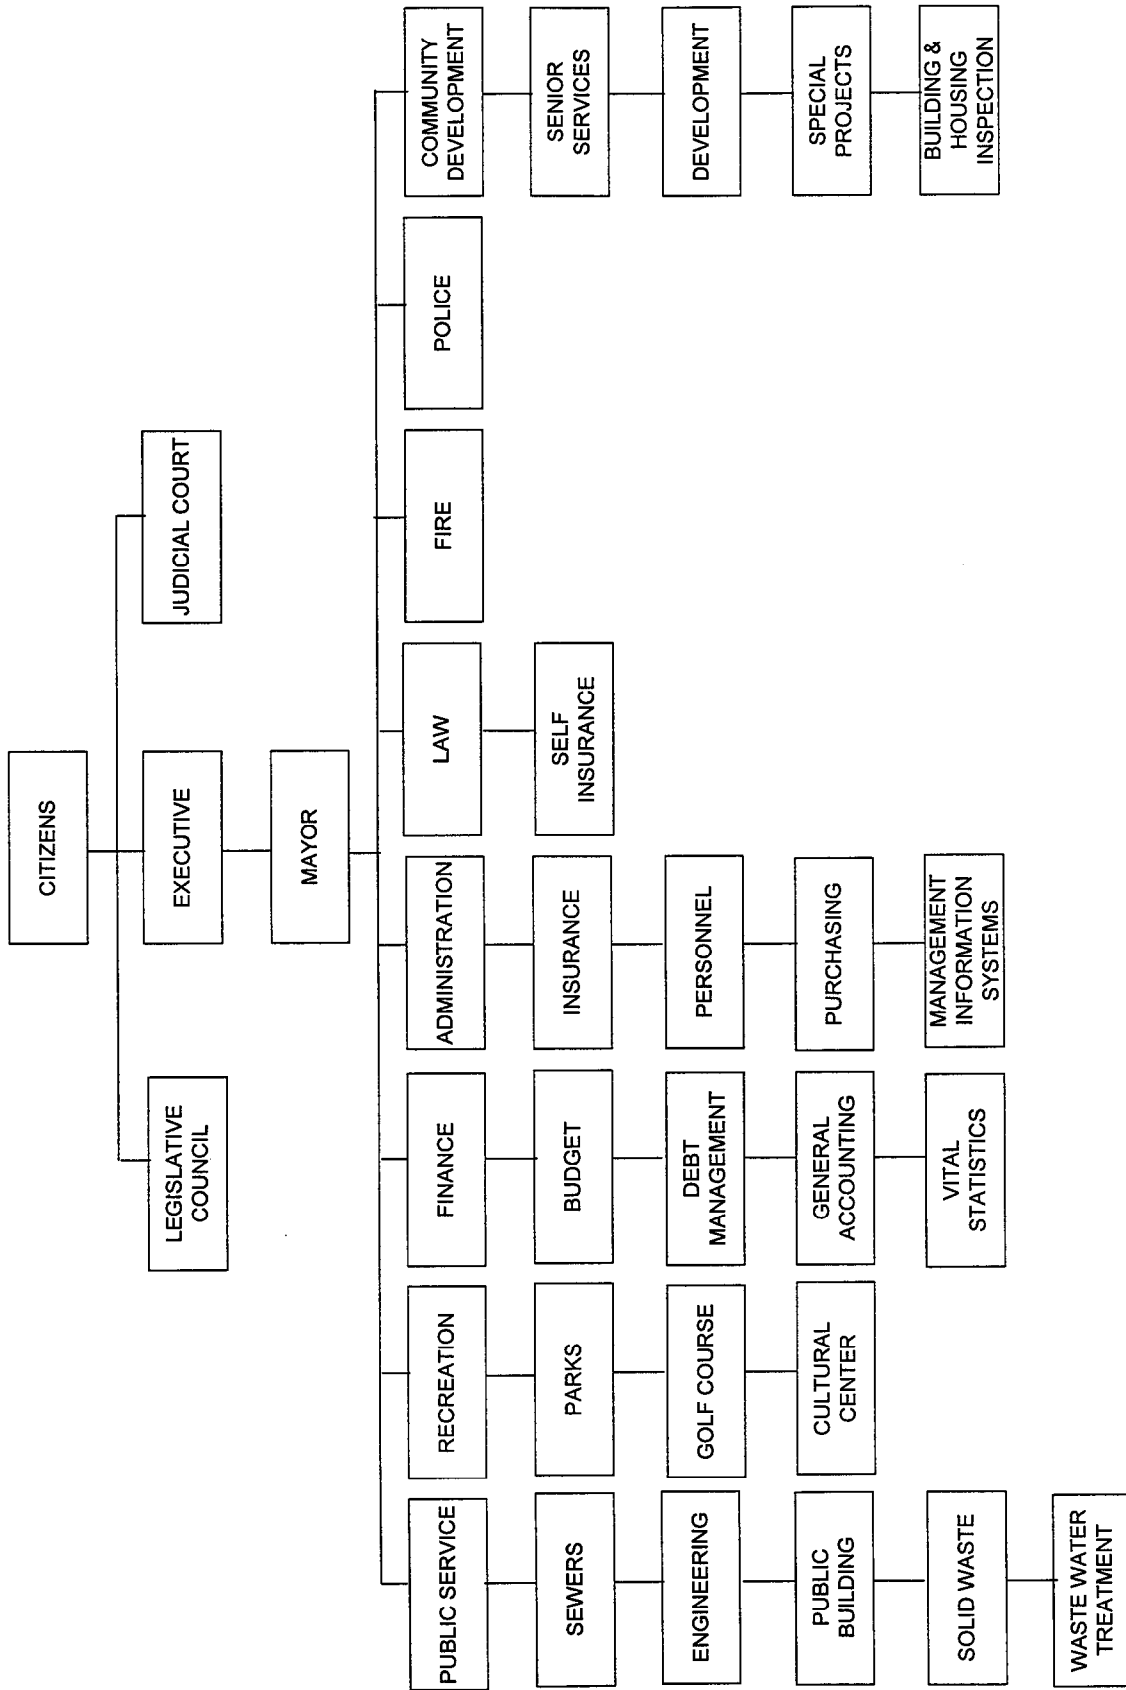 CITIZENS
LEGISLATIVE
COUNCIL
EXECUTIVE
JUDICIAL COURT
MAYOR
PUBLIC SERVICE
RECREATION
FINANCE
ADMINISTRATION
LAW
FIRE
POLICE
COMMUNITY
DEVELOPMENT
SEWERS
PARKS
BUDGET
INSURANCE
SELF
INSURANCE
SENIOR
SERVICES
ENGINEERING
GOLF COURSE
DEBT
MANAGEMENT
PERSONNEL
DEVELOPMENT
PUBLIC
BUILDING
CULTURAL
CENTER
GENERAL
ACCOUNTING
PURCHASING
SPECIAL
PROJECTS
SOLID WASTE
VITAL
STATISTICS
MANAGEMENT
INFORMATION
SYSTEMS
BUILDING &
HOUSING
INSPECTION
WASTE WATER
TREATMENT